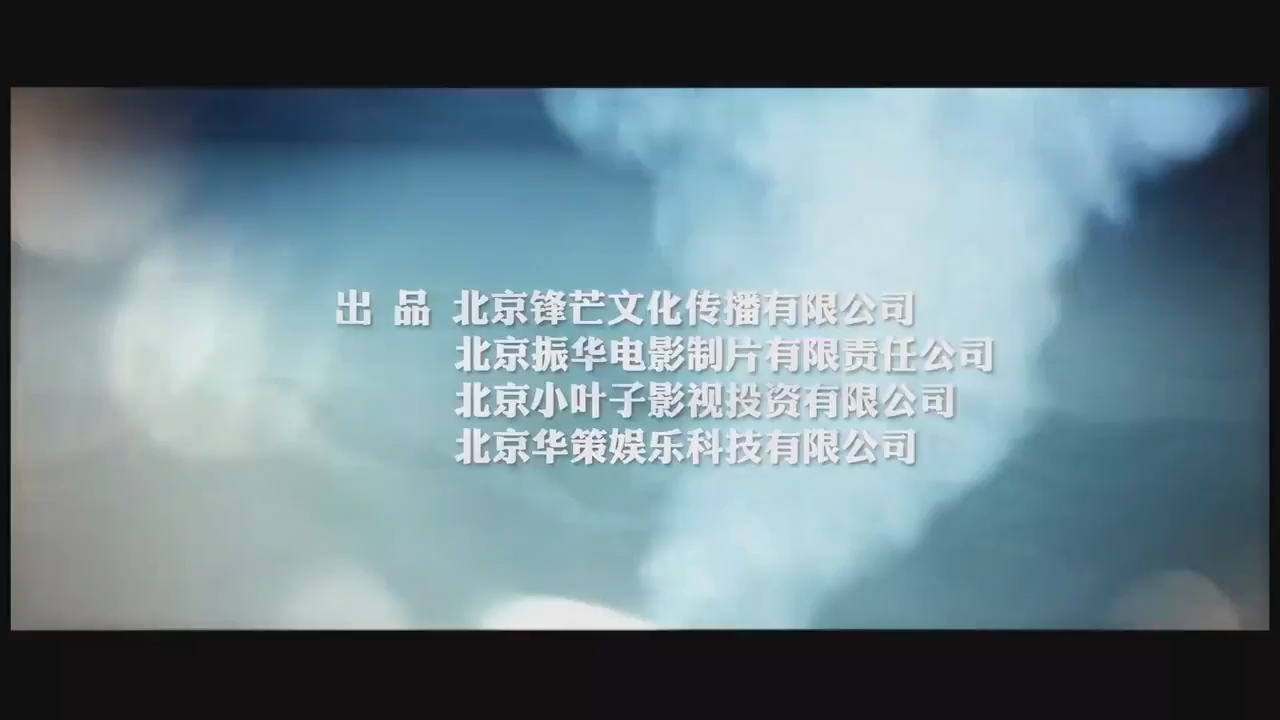 出 品 北京锋芒文化传播有限公司
北京振华电影制片有限责任公司
北京小叶子影视投资有限公司
北京华策娱乐科技有限公司